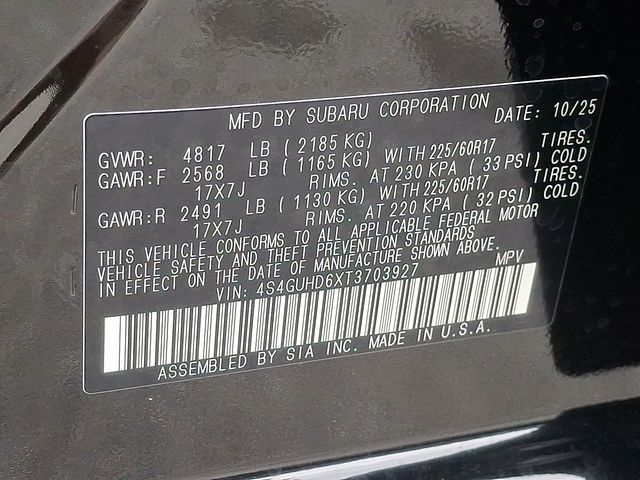 MFD BY SUBARU CORPORATION DATE: 10/25
GVWR: 4817 LB ( 2185 KG)
GAWR:F 2568 LB ( 1165 KG) WITH 225/60R17 TIRES.
17X7J RIMS. AT 230 KPA ( 33 PSI) COLD
GAWR:R 2491 LB ( 1130 KG) WITH 225/60R17 TIRES.
17X7J RIMS. AT 220 KPA ( 32 PSI) COLD
THIS VEHICLE CONFORMS TO ALL APPLICABLE FEDERAL MOTOR
VEHICLE SAFETY AND THEFT PREVENTION STANDARDS
IN EFFECT ON THE DATE OF MANUFACTURE SHOWN ABOVE.
VIN: 4S4GUHD6XT3703927 MPV
ASSEMBLED BY SIA INC. MADE IN U.S.A.